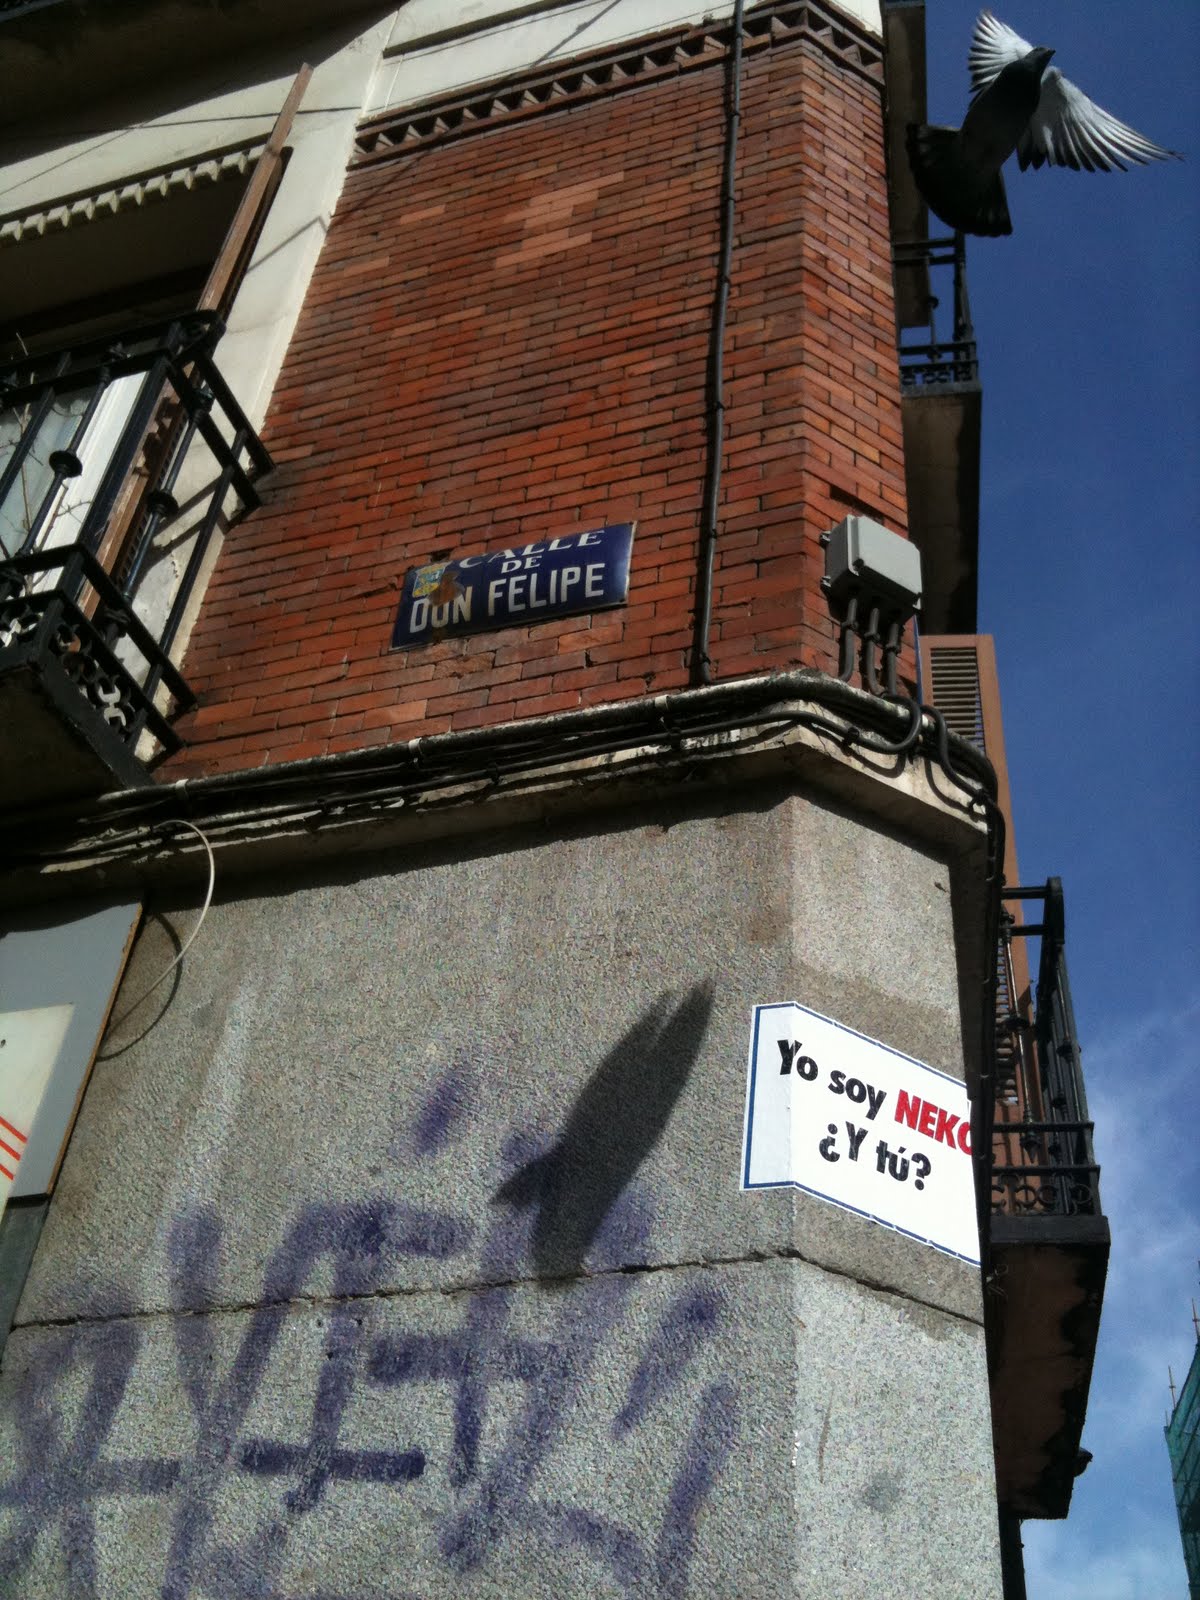 CALLE
DE
DON FELIPE
Yo soy NEKO
¿Y tú?